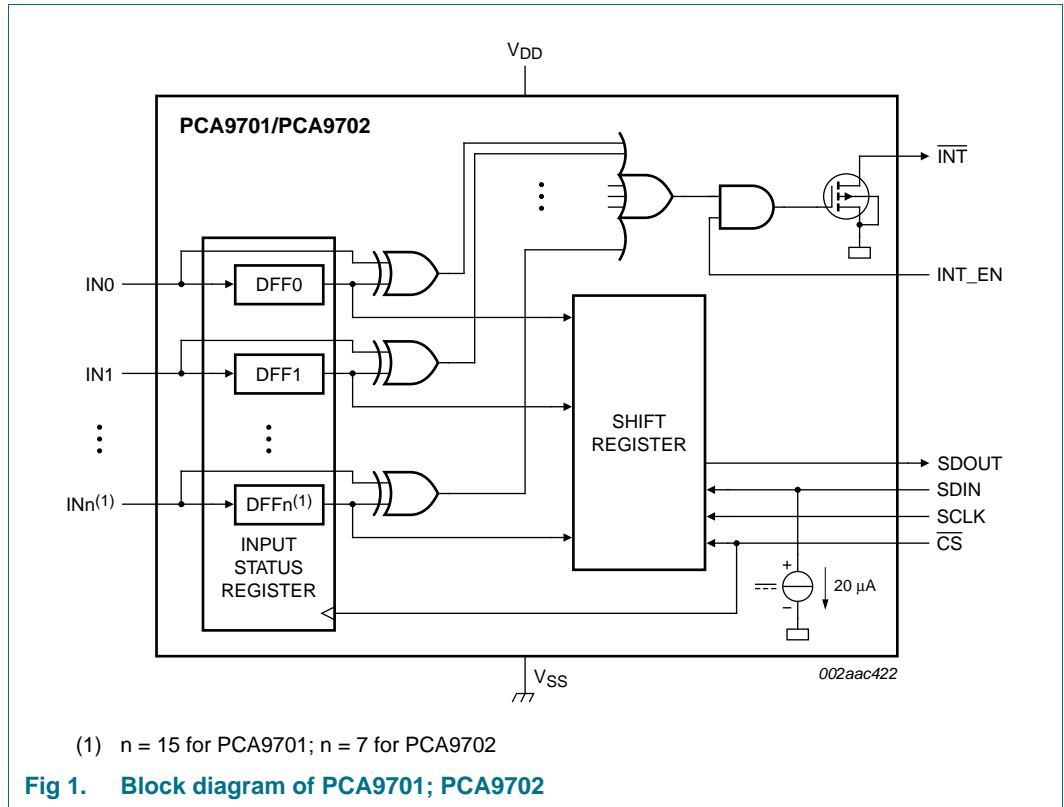 VDD
PCA9701/PCA9702
INT
INT_EN
IN0
DFF0
IN1
DFF1
SHIFT
REGISTER
SDOUT
INn(1)
DFFn(1)
SDIN
SCLK
CS
INPUT
STATUS
REGISTER
+
20 μA
−
VSS
002aac422
(1) n = 15 for PCA9701; n = 7 for PCA9702
Fig 1. Block diagram of PCA9701; PCA9702